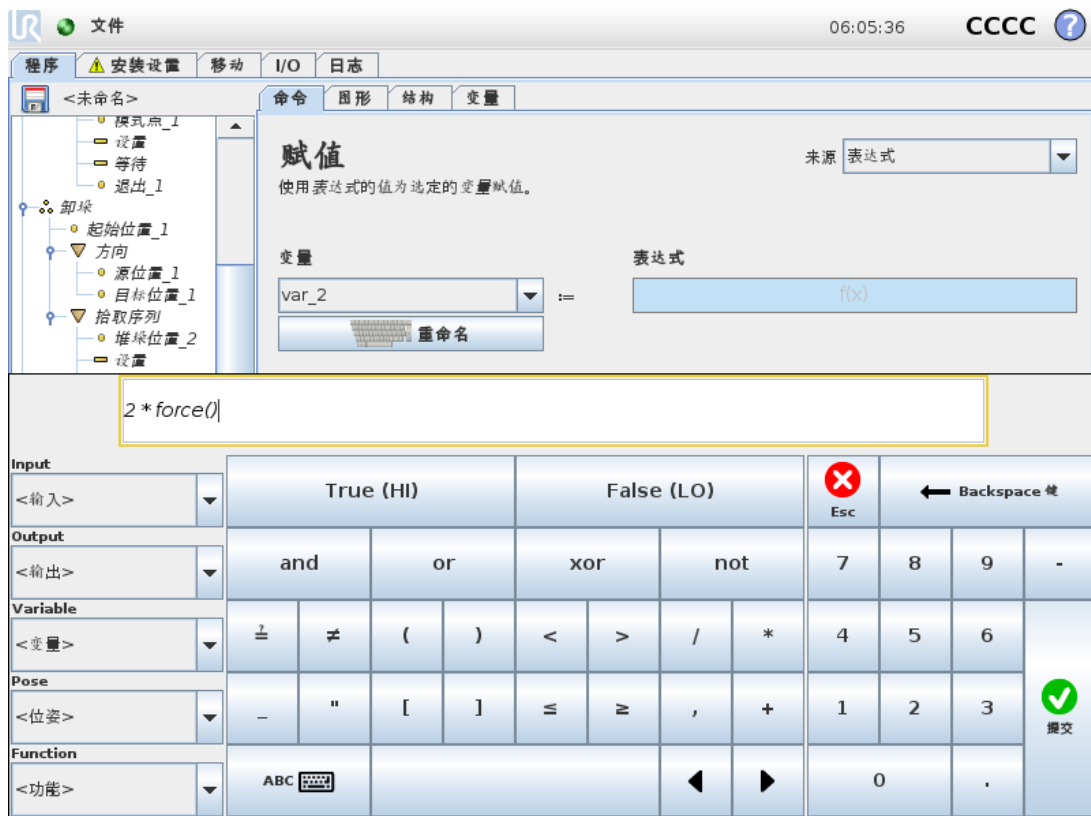 UR 文件 06:05:36 CCCC ?
程序 安装设置 移动 I/O 日志
<未命名> 命令 图形 结构 变量
模式点_1
设置
等待
退出_1
卸垛
起始位置_1
方向
源位置_1
目标位置_1
拾取序列
堆垛位置_2
设置
赋值
来源 表达式
使用表达式的值为选定的变量赋值。
变量 表达式
var_2 := f(x)
重命名
2 * force()
Input
<输入>
Output
<输出>
Variable
<变量>
Pose
<位姿>
Function
<功能>
True (HI) False (LO) Esc Backspace 键
and or xor not 7 8 9 -
≟ ≠ ( ) < > / * 4 5 6
_ " [ ] ≤ ≥ , + 1 2 3 提交
ABC 0 .